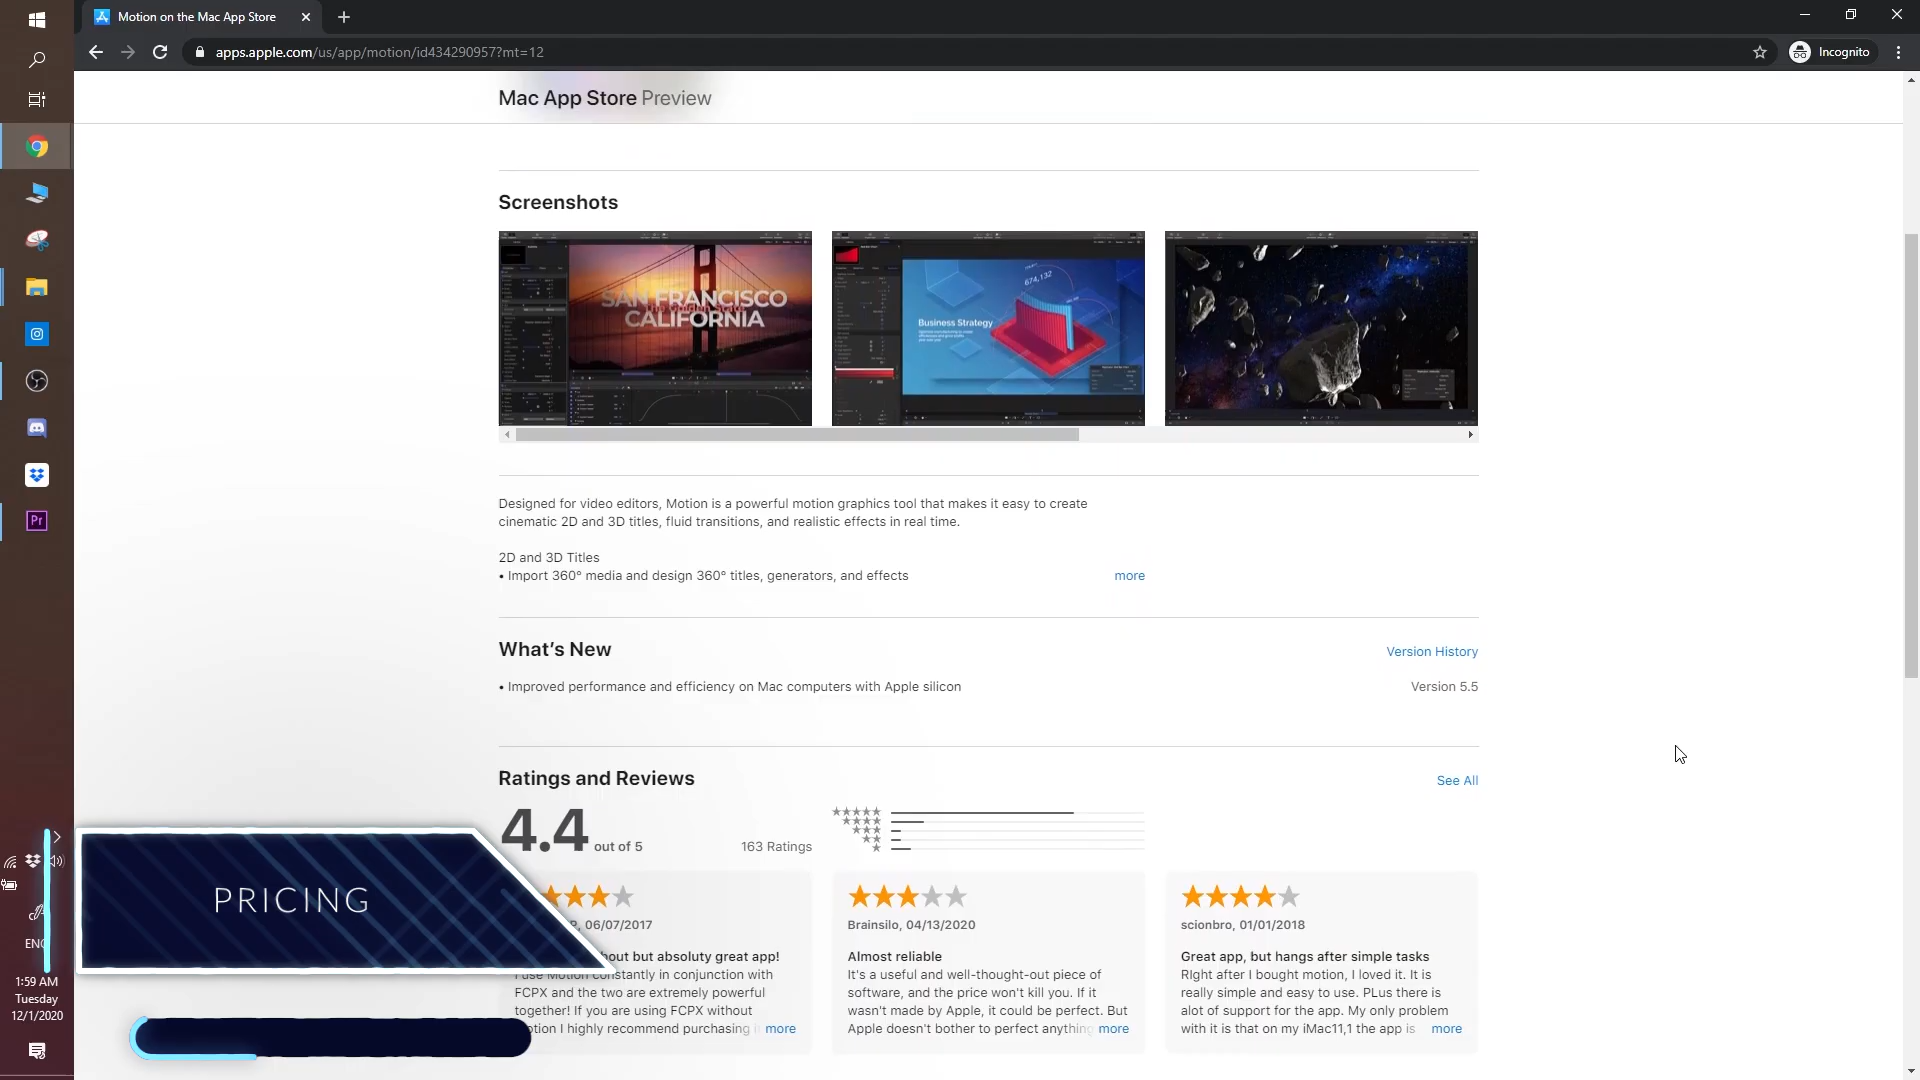 Motion on the Mac App Store
apps.apple.com/us/app/motion/id434290957?mt=12
Incognito
Mac App Store Preview
Screenshots
SAN FRANCISCO
CALIFORNIA
674,132
Business Strategy
Designed for video editors, Motion is a powerful motion graphics tool that makes it easy to create
cinematic 2D and 3D titles, fluid transitions, and realistic effects in real time.
2D and 3D Titles
• Import 360° media and design 360° titles, generators, and effects
more
What's New
Version History
• Improved performance and efficiency on Mac computers with Apple silicon
Version 5.5
Ratings and Reviews
See All
4.4 out of 5
163 Ratings
06/07/2017
out but absoluty great app!
I use Motion constantly in conjunction with
FCPX and the two are extremely powerful
together! If you are using FCPX without
otion I highly recommend purchasing
more
Brainsilo, 04/13/2020
Almost reliable
It's a useful and well-thought-out piece of
software, and the price won't kill you. If it
wasn't made by Apple, it could be perfect. But
Apple doesn't bother to perfect anything
more
scionbro, 01/01/2018
Great app, but hangs after simple tasks
RIght after I bought motion, I loved it. It is
really simple and easy to use. PLus there is
alot of support for the app. My only problem
with it is that on my iMac11,1 the app is
more
PRICING
Pr
ENG
1:59 AM
Tuesday
12/1/2020